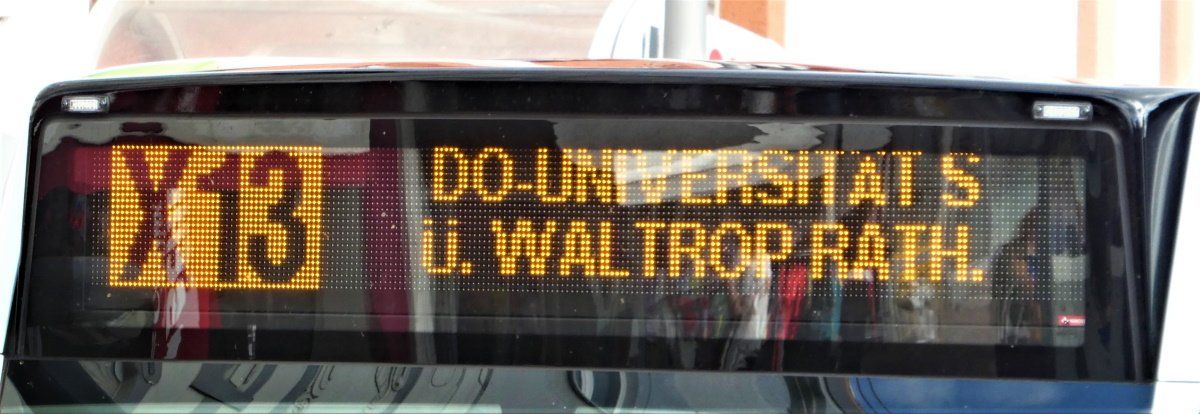 X13
DO-UNIVERSITÄT S
Ü. WALTROP RATH.